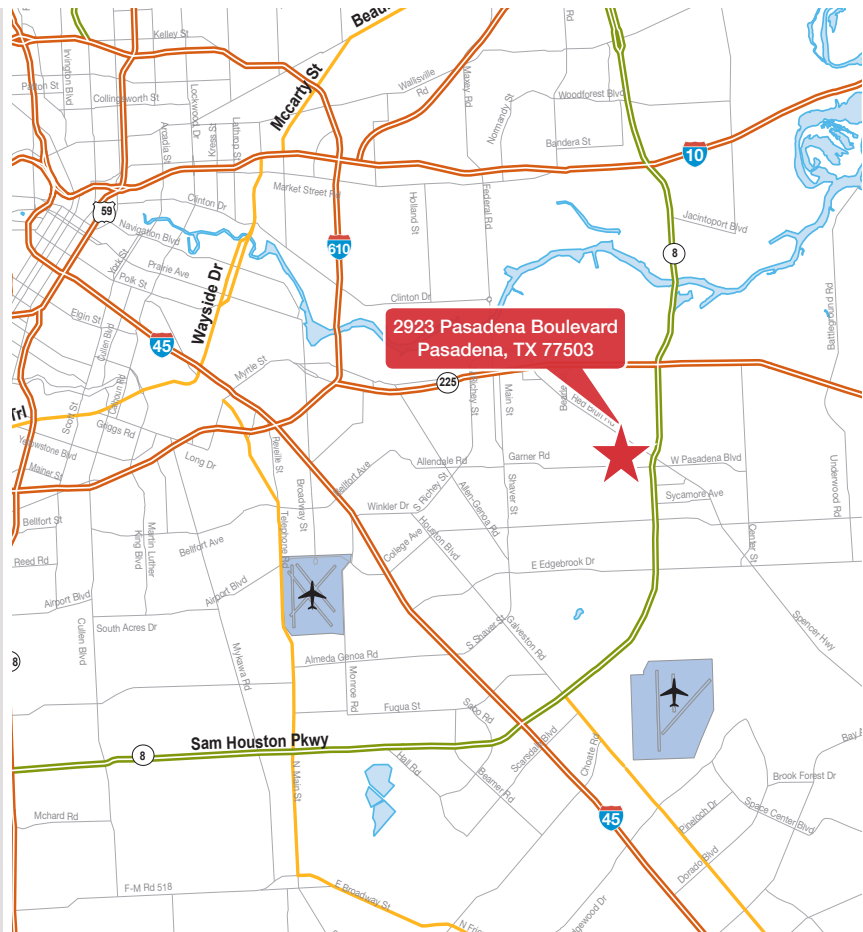 Kelley St
Rd
Irvington Blvd
Patton St
Collingsworth St
Lockwood Dr
Kress St
Lathrop St
Arcadia St
Mccarty St
Wallisville
Rd
Maxey Rd
Normandy St
Woodforest Blvd
Bandera St
10
59
Market Street Rd
Clinton Dr
Holland St
Federal Rd
Jacintoport Blvd
Navigation Blvd
York St
Prairie Ave
Polk St
610
8
Wayside Dr
Clinton Dr
Battleground Rd
Elgin St
Cullen Blvd
45
2923 Pasadena Boulevard
Pasadena, TX 77503
Myrtle St
225
Main St
Calhoun Rd
Scott St
Griggs Rd
Yellowstone Blvd
Long Dr
Reveille St
Broadway St
Bellfort Ave
Allendale Rd
Garner Rd
Shaver St
W Pasadena Blvd
Sycamore Ave
Underwood Rd
S Richey St
Allen-Genoa Rd
Winkler Dr
College Ave
Houston Blvd
Bellfort St
Martin Luther
King Blvd
Bellfort Ave
Telephone Rd
Center St
Reed Rd
E Edgebrook Dr
Airport Blvd
Airport Blvd
South Acres Dr
Cullen Blvd
Mykawa Rd
Spencer Hwy
S Shaver St
Galveston Rd
Almeda Genoa Rd
Monroe Rd
8
Fuqua St
Sabo Rd
Sam Houston Pkwy
8
Scarsdale Blvd
Choate Rd
Hall Rd
Beamer Rd
N Main St
Brook Forest Dr
Space Center Blvd
Pineloch Dr
Mchard Rd
45
Dorado Blvd
F-M Rd 518
E Broadway St